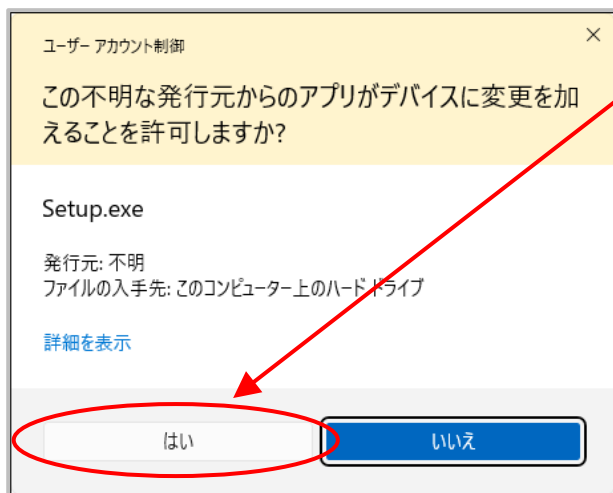 ユーザー アカウント制御
この不明な発行元からのアプリがデバイスに変更を加
えることを許可しますか?
Setup.exe
発行元: 不明
ファイルの入手先: このコンピューター上のハード ドライブ
詳細を表示
はい
いいえ